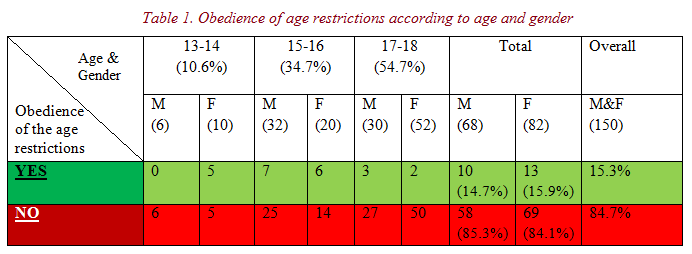 Table 1. Obedience of age restrictions according to age and gender
Age &
Gender
Obedience
of the age
restrictions
13-14
(10.6%)
15-16
(34.7%)
17-18
(54.7%)
Total
Overall
M
(6)
F
(10)
M
(32)
F
(20)
M
(30)
F
(52)
M
(68)
F
(82)
M&F
(150)
YES
0
5
7
6
3
2
10
(14.7%)
13
(15.9%)
15.3%
NO
6
5
25
14
27
50
58
(85.3%)
69
(84.1%)
84.7%